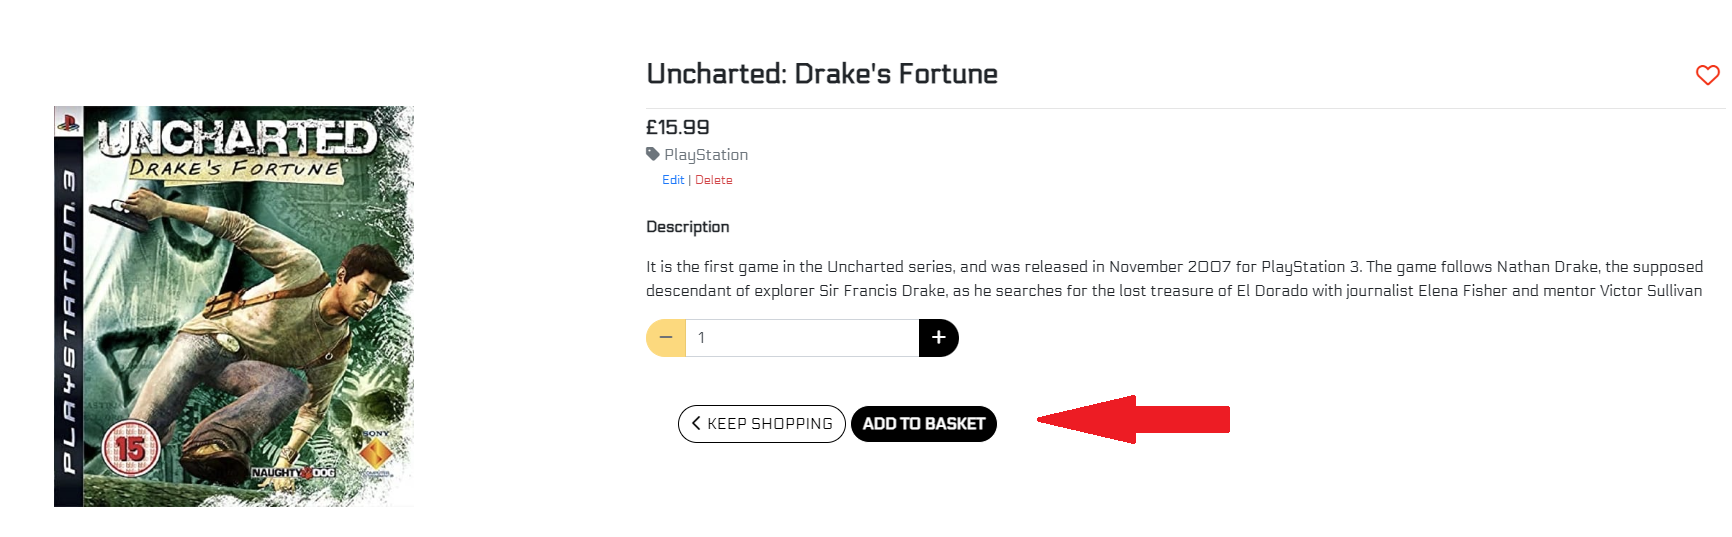 Uncharted: Drake's Fortune
£15.99
PlayStation
Edit | Delete
Description
It is the first game in the Uncharted series, and was released in November 2007 for PlayStation 3. The game follows Nathan Drake, the supposed
descendant of explorer Sir Francis Drake, as he searches for the lost treasure of El Dorado with journalist Elena Fisher and mentor Victor Sullivan
− 1 +
< KEEP SHOPPING ADD TO BASKET
UNCHARTED
DRAKE'S FORTUNE
PLAYSTATION 3
15
SONY
NAUGHTY DOG